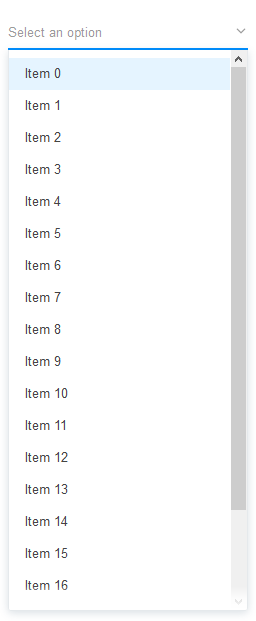 Select an option
Item 0
Item 1
Item 2
Item 3
Item 4
Item 5
Item 6
Item 7
Item 8
Item 9
Item 10
Item 11
Item 12
Item 13
Item 14
Item 15
Item 16